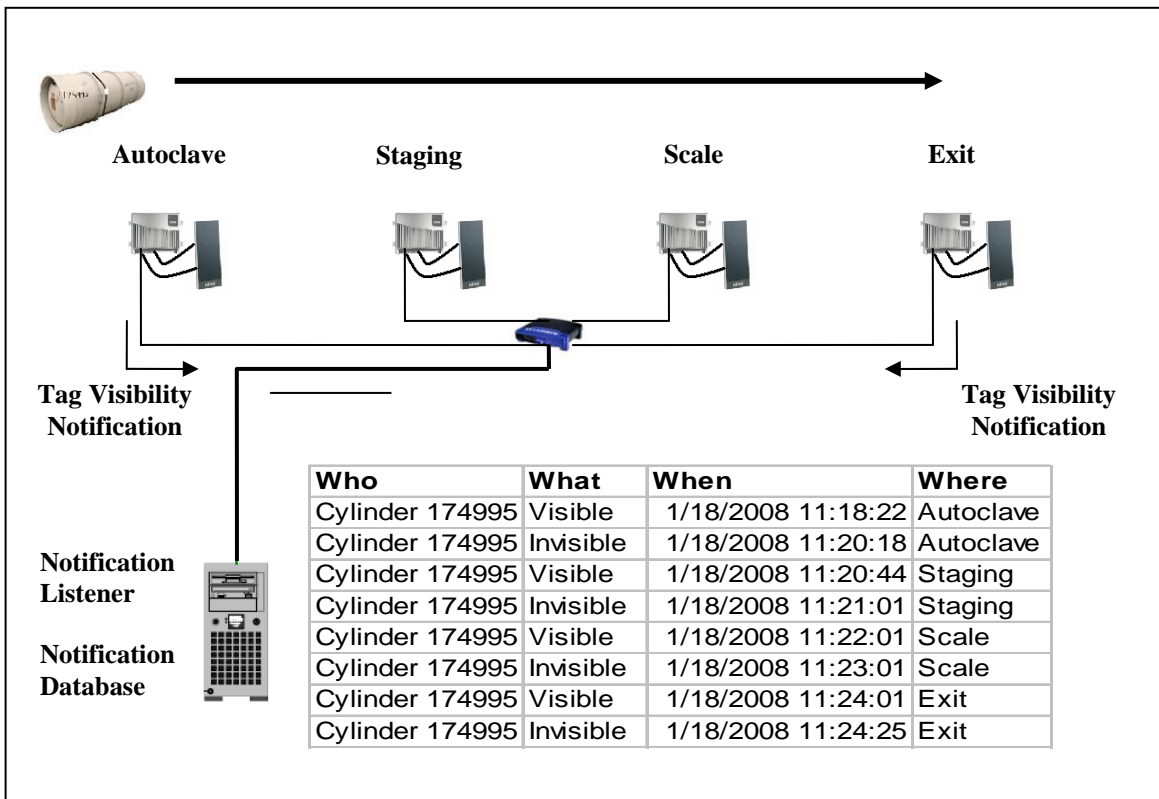 Autoclave
Staging
Scale
Exit
Tag Visibility
Notification
Tag Visibility
Notification
Notification
Listener
Notification
Database
Who What When Where
Cylinder 174995 Visible 1/18/2008 11:18:22 Autoclave
Cylinder 174995 Invisible 1/18/2008 11:20:18 Autoclave
Cylinder 174995 Visible 1/18/2008 11:20:44 Staging
Cylinder 174995 Invisible 1/18/2008 11:21:01 Staging
Cylinder 174995 Visible 1/18/2008 11:22:01 Scale
Cylinder 174995 Invisible 1/18/2008 11:23:01 Scale
Cylinder 174995 Visible 1/18/2008 11:24:01 Exit
Cylinder 174995 Invisible 1/18/2008 11:24:25 Exit